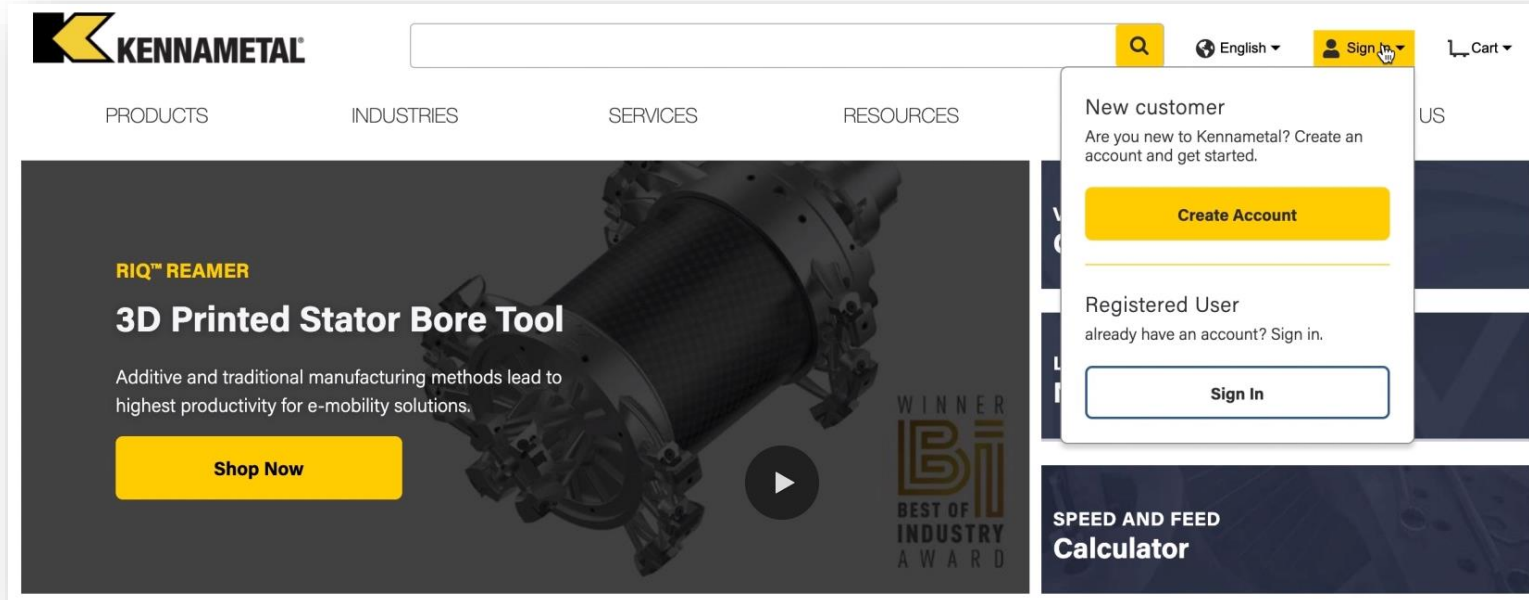 KENNAMETAL®
English
Sign In
Cart
PRODUCTS
INDUSTRIES
SERVICES
RESOURCES
US
New customer
Are you new to Kennametal? Create an
account and get started.
Create Account
Registered User
already have an account? Sign in.
Sign In
RIQ™ REAMER
3D Printed Stator Bore Tool
Additive and traditional manufacturing methods lead to
highest productivity for e-mobility solutions.
Shop Now
WINNER
Bi
BEST OF
INDUSTRY
AWARD
SPEED AND FEED
Calculator